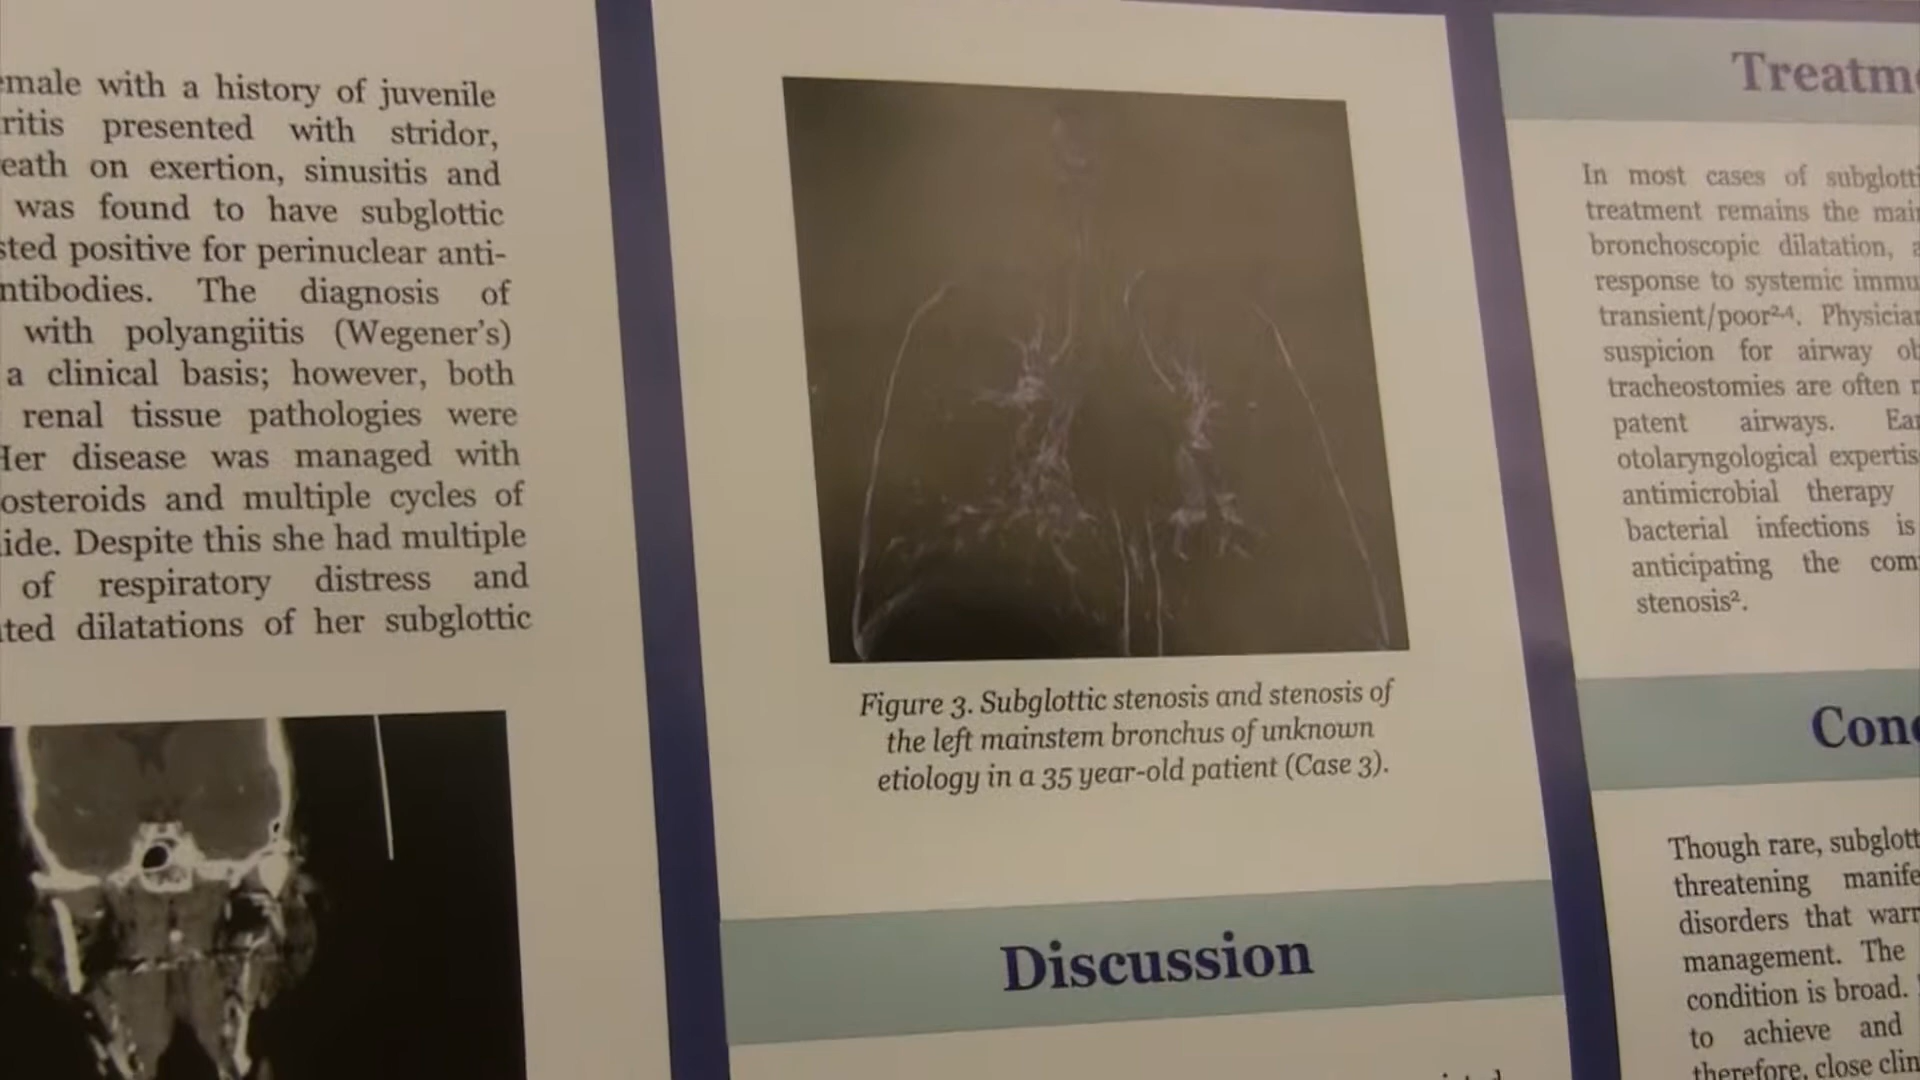 male with a history of juvenile
ritis presented with stridor,
eath on exertion, sinusitis and
was found to have subglottic
sted positive for perinuclear anti-
ntibodies. The diagnosis of
with polyangiitis (Wegener's)
a clinical basis; however, both
renal tissue pathologies were
Her disease was managed with
osteroids and multiple cycles of
ide. Despite this she had multiple
of respiratory distress and
ted dilatations of her subglottic
Figure 3. Subglottic stenosis and stenosis of
the left mainstem bronchus of unknown
etiology in a 35 year-old patient (Case 3).
Discussion
Treatm
In most cases of subglotti
treatment remains the mai
bronchoscopic dilatation, a
response to systemic immu
transient/poor²,⁴. Physician
suspicion for airway ob
tracheostomies are often
patent airways. Ear
otolaryngological expertis
antimicrobial therapy
bacterial infections is
anticipating the com
stenosis².
Conc
Though rare, subglott
threatening manife
disorders that warr
management. The
condition is broad.
to achieve and
therefore, close clin